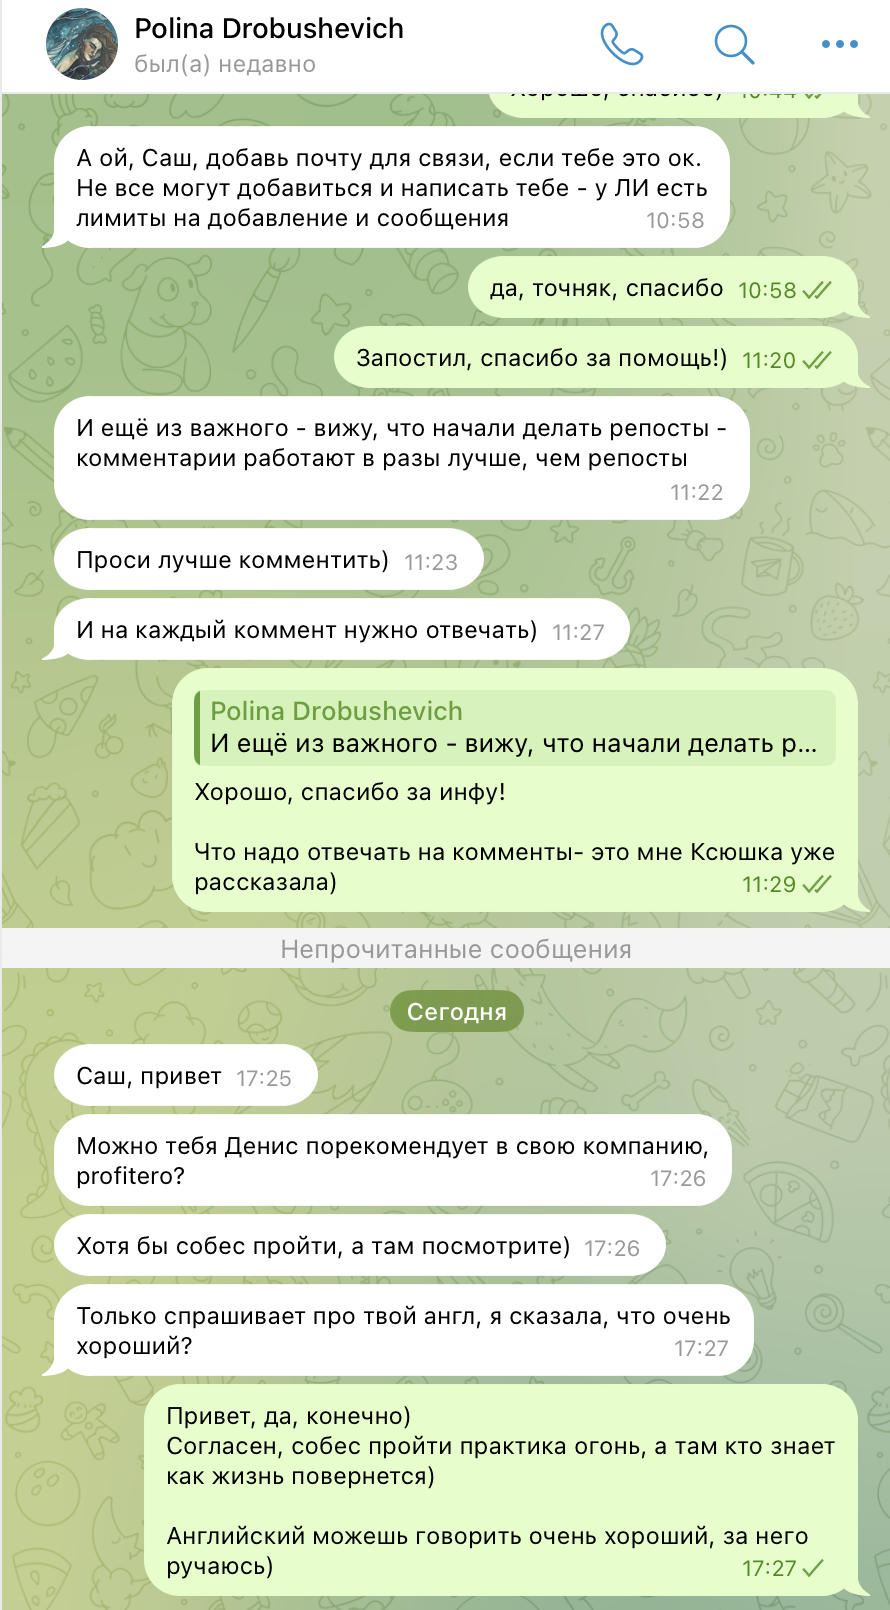 Polina Drobushevich
был(а) недавно
Хорошо, спасибо) 10:44
А ой, Саш, добавь почту для связи, если тебе это ок.
Не все могут добавиться и написать тебе - у ЛИ есть
лимиты на добавление и сообщения 10:58
да, точняк, спасибо 10:58
Запостил, спасибо за помощь!) 11:20
И ещё из важного - вижу, что начали делать репосты -
комментарии работают в разы лучше, чем репосты
11:22
Проси лучше комментить) 11:23
И на каждый коммент нужно отвечать) 11:27
Polina Drobushevich
И ещё из важного - вижу, что начали делать р...
Хорошо, спасибо за инфу!
Что надо отвечать на комменты- это мне Ксюшка уже
рассказала) 11:29
Непрочитанные сообщения
Сегодня
Саш, привет 17:25
Можно тебя Денис порекомендует в свою компанию,
profitero? 17:26
Хотя бы собес пройти, а там посмотрите) 17:26
Только спрашивает про твой англ, я сказала, что очень
хороший? 17:27
Привет, да, конечно)
Согласен, собес пройти практика огонь, а там кто знает
как жизнь повернется)
Английский можешь говорить очень хороший, за него
ручаюсь) 17:27